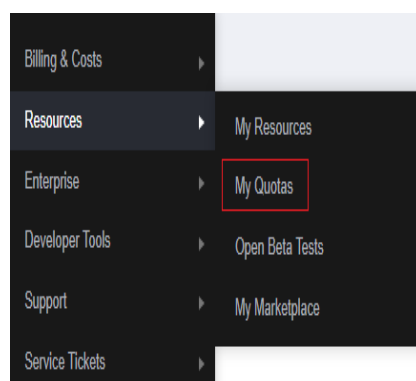 Billing & Costs
Resources
Enterprise
Developer Tools
Support
Service Tickets
My Resources
My Quotas
Open Beta Tests
My Marketplace